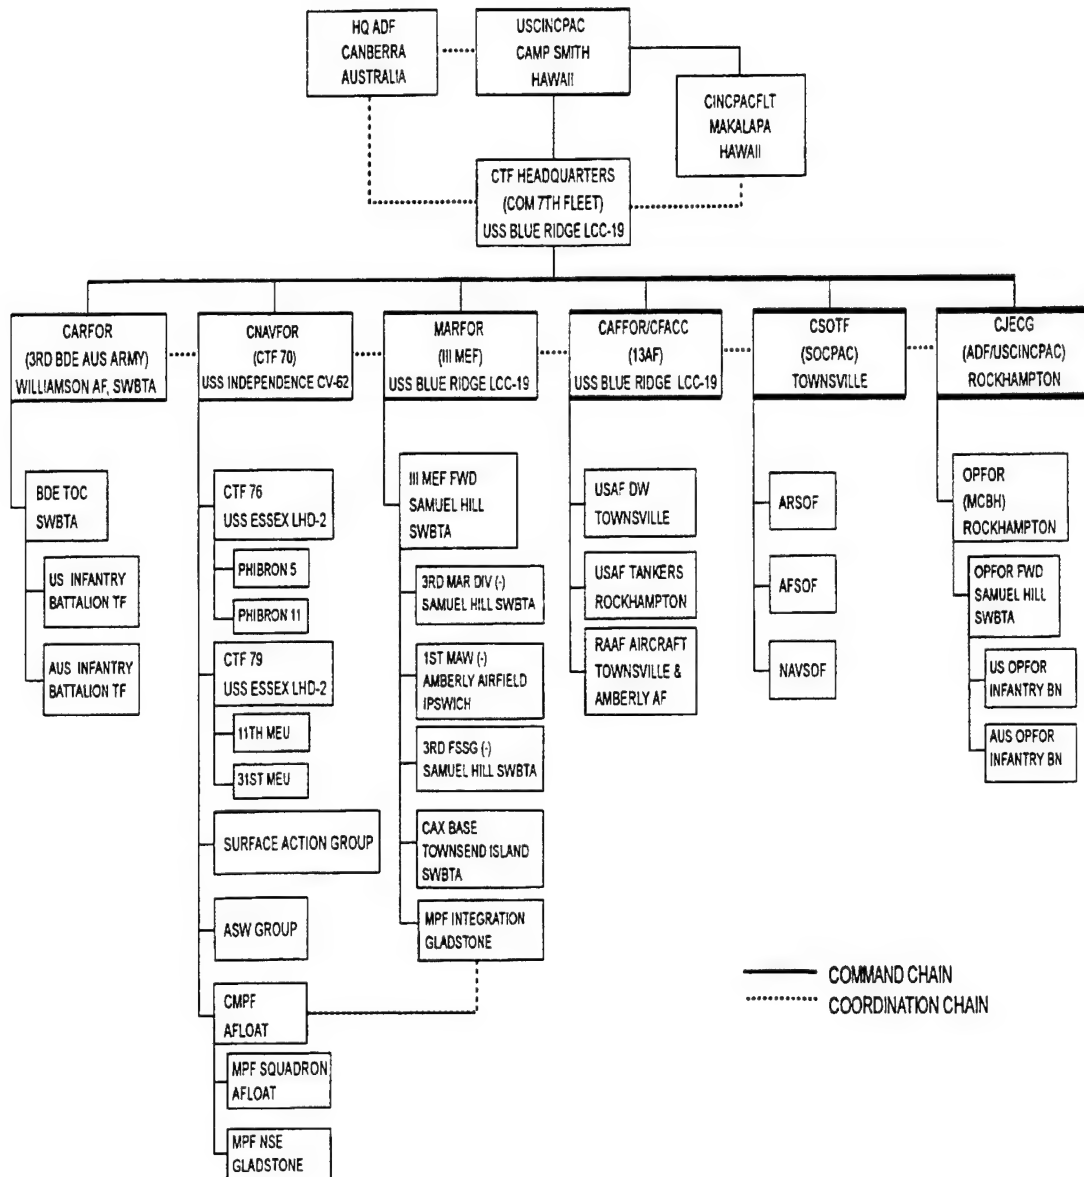 HQ ADF
CANBERRA
AUSTRALIA
USCINCPAC
CAMP SMITH
HAWAII
CINCPACFLT
MAKALAPA
HAWAII
CTF HEADQUARTERS
(COM 7TH FLEET)
USS BLUE RIDGE LCC-19
CARFOR
(3RD BDE AUS ARMY)
WILLIAMSON AF, SWBTA
CNAVFOR
(CTF 70)
USS INDEPENDENCE CV-62
MARFOR
(III MEF)
USS BLUE RIDGE LCC-19
CAFFOR/CFACC
(13AF)
USS BLUE RIDGE LCC-19
CSOTF
(SOCPAC)
TOWNSVILLE
CJECG
(ADF/USCINCPAC)
ROCKHAMPTON
BDE TOC
SWBTA
US INFANTRY
BATTALION TF
AUS INFANTRY
BATTALION TF
CTF 76
USS ESSEX LHD-2
PHIBRON 5
PHIBRON 11
CTF 79
USS ESSEX LHD-2
11TH MEU
31ST MEU
SURFACE ACTION GROUP
ASW GROUP
CMPF
AFLOAT
MPF SQUADRON
AFLOAT
MPF NSE
GLADSTONE
III MEF FWD
SAMUEL HILL
SWBTA
3RD MAR DIV (-)
SAMUEL HILL SWBTA
1ST MAW (-)
AMBERLY AIRFIELD
IPSWICH
3RD FSSG (-)
SAMUEL HILL SWBTA
CAX BASE
TOWNSEND ISLAND
SWBTA
MPF INTEGRATION
GLADSTONE
USAF DW
TOWNSVILLE
USAF TANKERS
ROCKHAMPTON
RAAF AIRCRAFT
TOWNSVILLE &
AMBERLY AF
ARSOF
AFSOF
NAVSOF
OPFOR
(MCBH)
ROCKHAMPTON
OPFOR FWD
SAMUEL HILL
SWBTA
US OPFOR
INFANTRY BN
AUS OPFOR
INFANTRY BN
COMMAND CHAIN
COORDINATION CHAIN